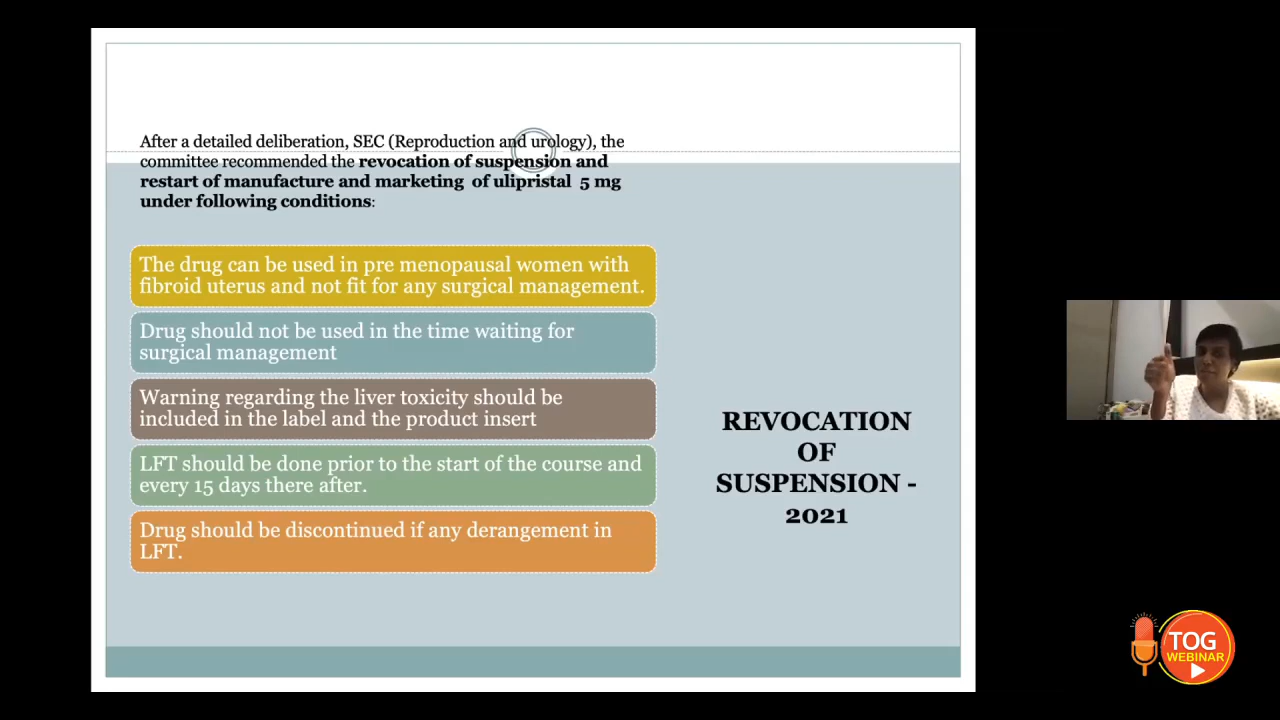 After a detailed deliberation, SEC (Reproduction and urology), the
committee recommended the revocation of suspension and
restart of manufacture and marketing of ulipristal 5 mg
under following conditions:
The drug can be used in pre menopausal women with
fibroid uterus and not fit for any surgical management.
Drug should not be used in the time waiting for
surgical management
Warning regarding the liver toxicity should be
included in the label and the product insert
LFT should be done prior to the start of the course and
every 15 days there after.
Drug should be discontinued if any derangement in
LFT.
REVOCATION
OF
SUSPENSION -
2021
TOG
WEBINAR